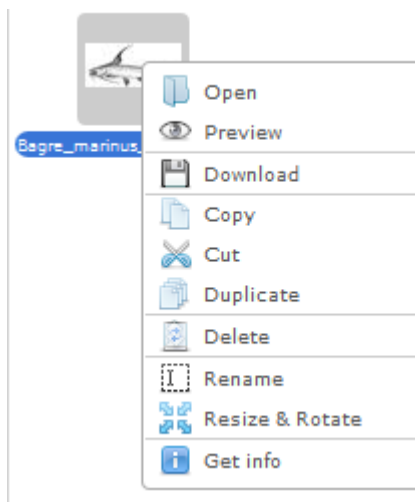 Open
Preview
Bagre_marinus_
Download
Copy
Cut
Duplicate
Delete
Rename
Resize & Rotate
Get info